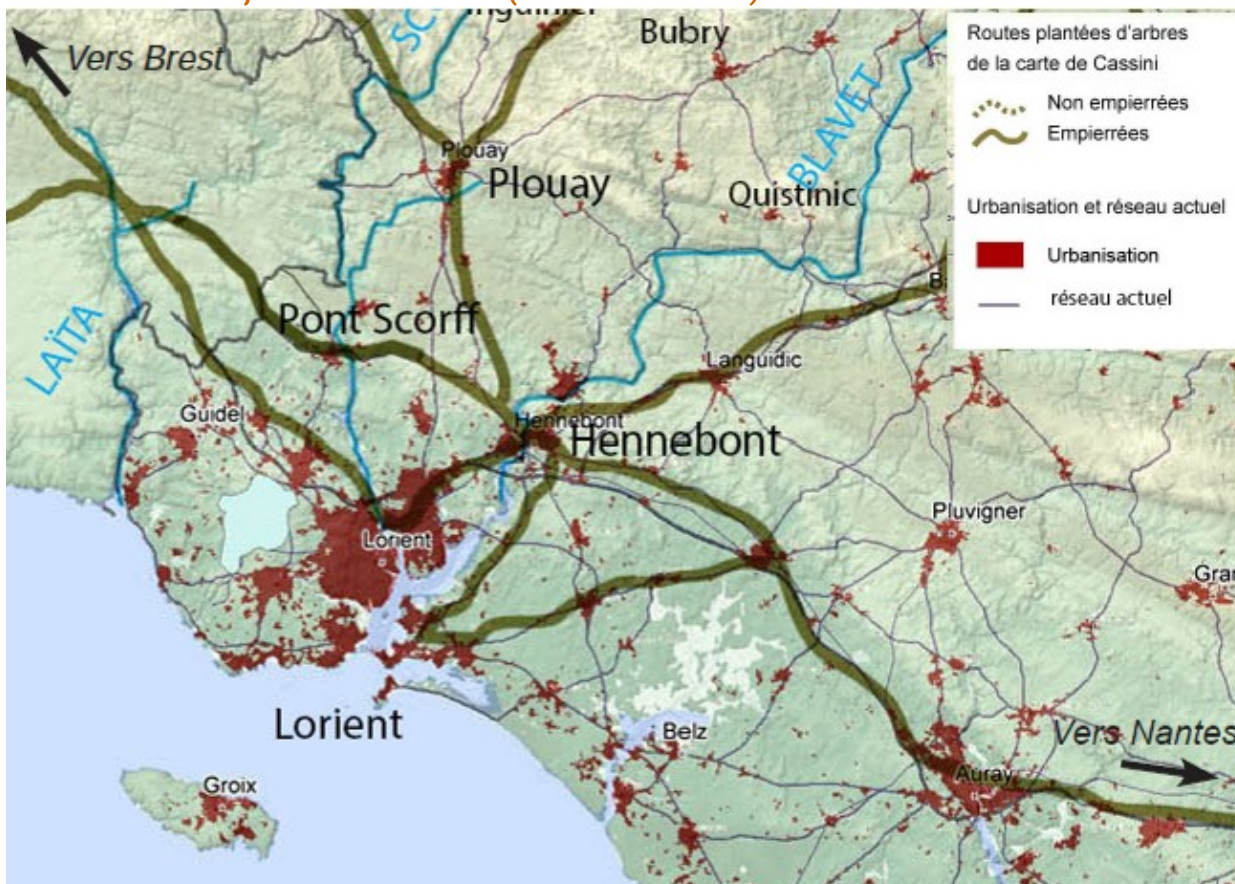 Vers Brest
Bubry
BLAVET
Plouay
Plouay
Quistinic
LAÏTA
Pont Scorff
Languidic
Guidel
Hennebont
Hennebont
Pluvigner
Lorient
Lorient
Belz
Vers Nantes
Auray
Groix
Routes plantées d'arbres
de la carte de Cassini
Non empierrées
Empierrées
Urbanisation et réseau actuel
Urbanisation
réseau actuel